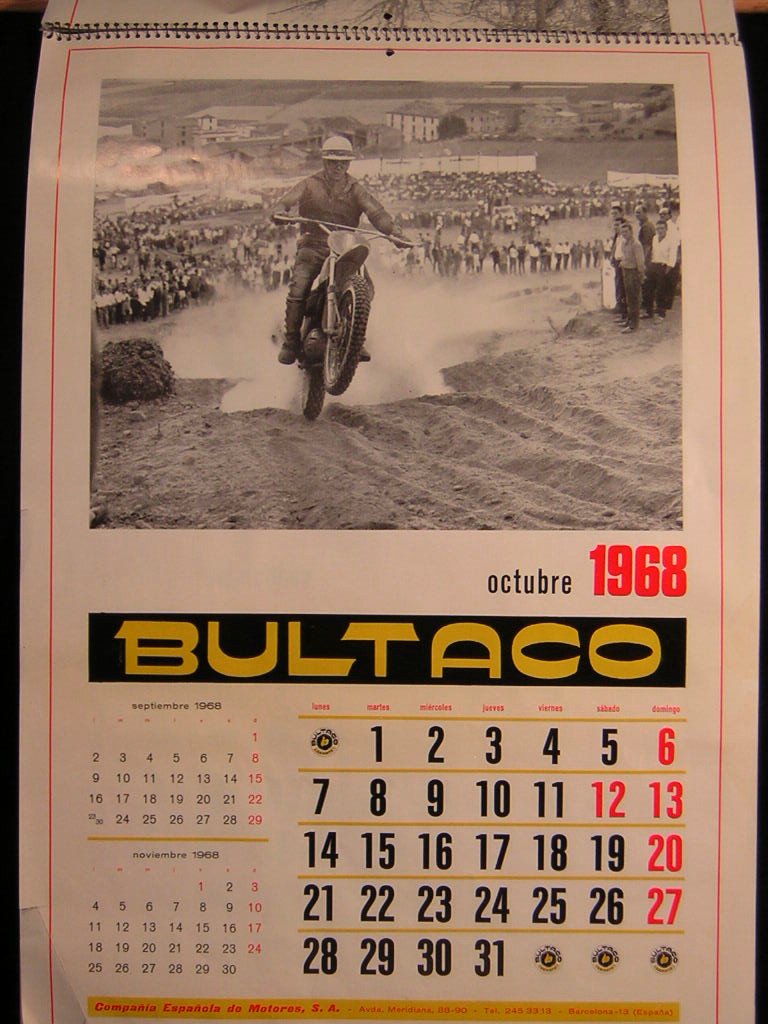 octubre 1968
BULTACO
septiembre 1968
l m m j v s d
1
2 3 4 5 6 7 8
9 10 11 12 13 14 15
16 17 18 19 20 21 22
23/30 24 25 26 27 28 29
noviembre 1968
l m m j v s d
1 2 3
4 5 6 7 8 9 10
11 12 13 14 15 16 17
18 19 20 21 22 23 24
25 26 27 28 29 30
lunes martes miércoles jueves viernes sábado domingo
BULTACO 1 2 3 4 5 6
7 8 9 10 11 12 13
14 15 16 17 18 19 20
21 22 23 24 25 26 27
28 29 30 31 BULTACO BULTACO BULTACO
Compañía Española de Motores, S. A. - Avda. Meridiana, 88-90 - Tel. 245 33 13 - Barcelona-13 (España)